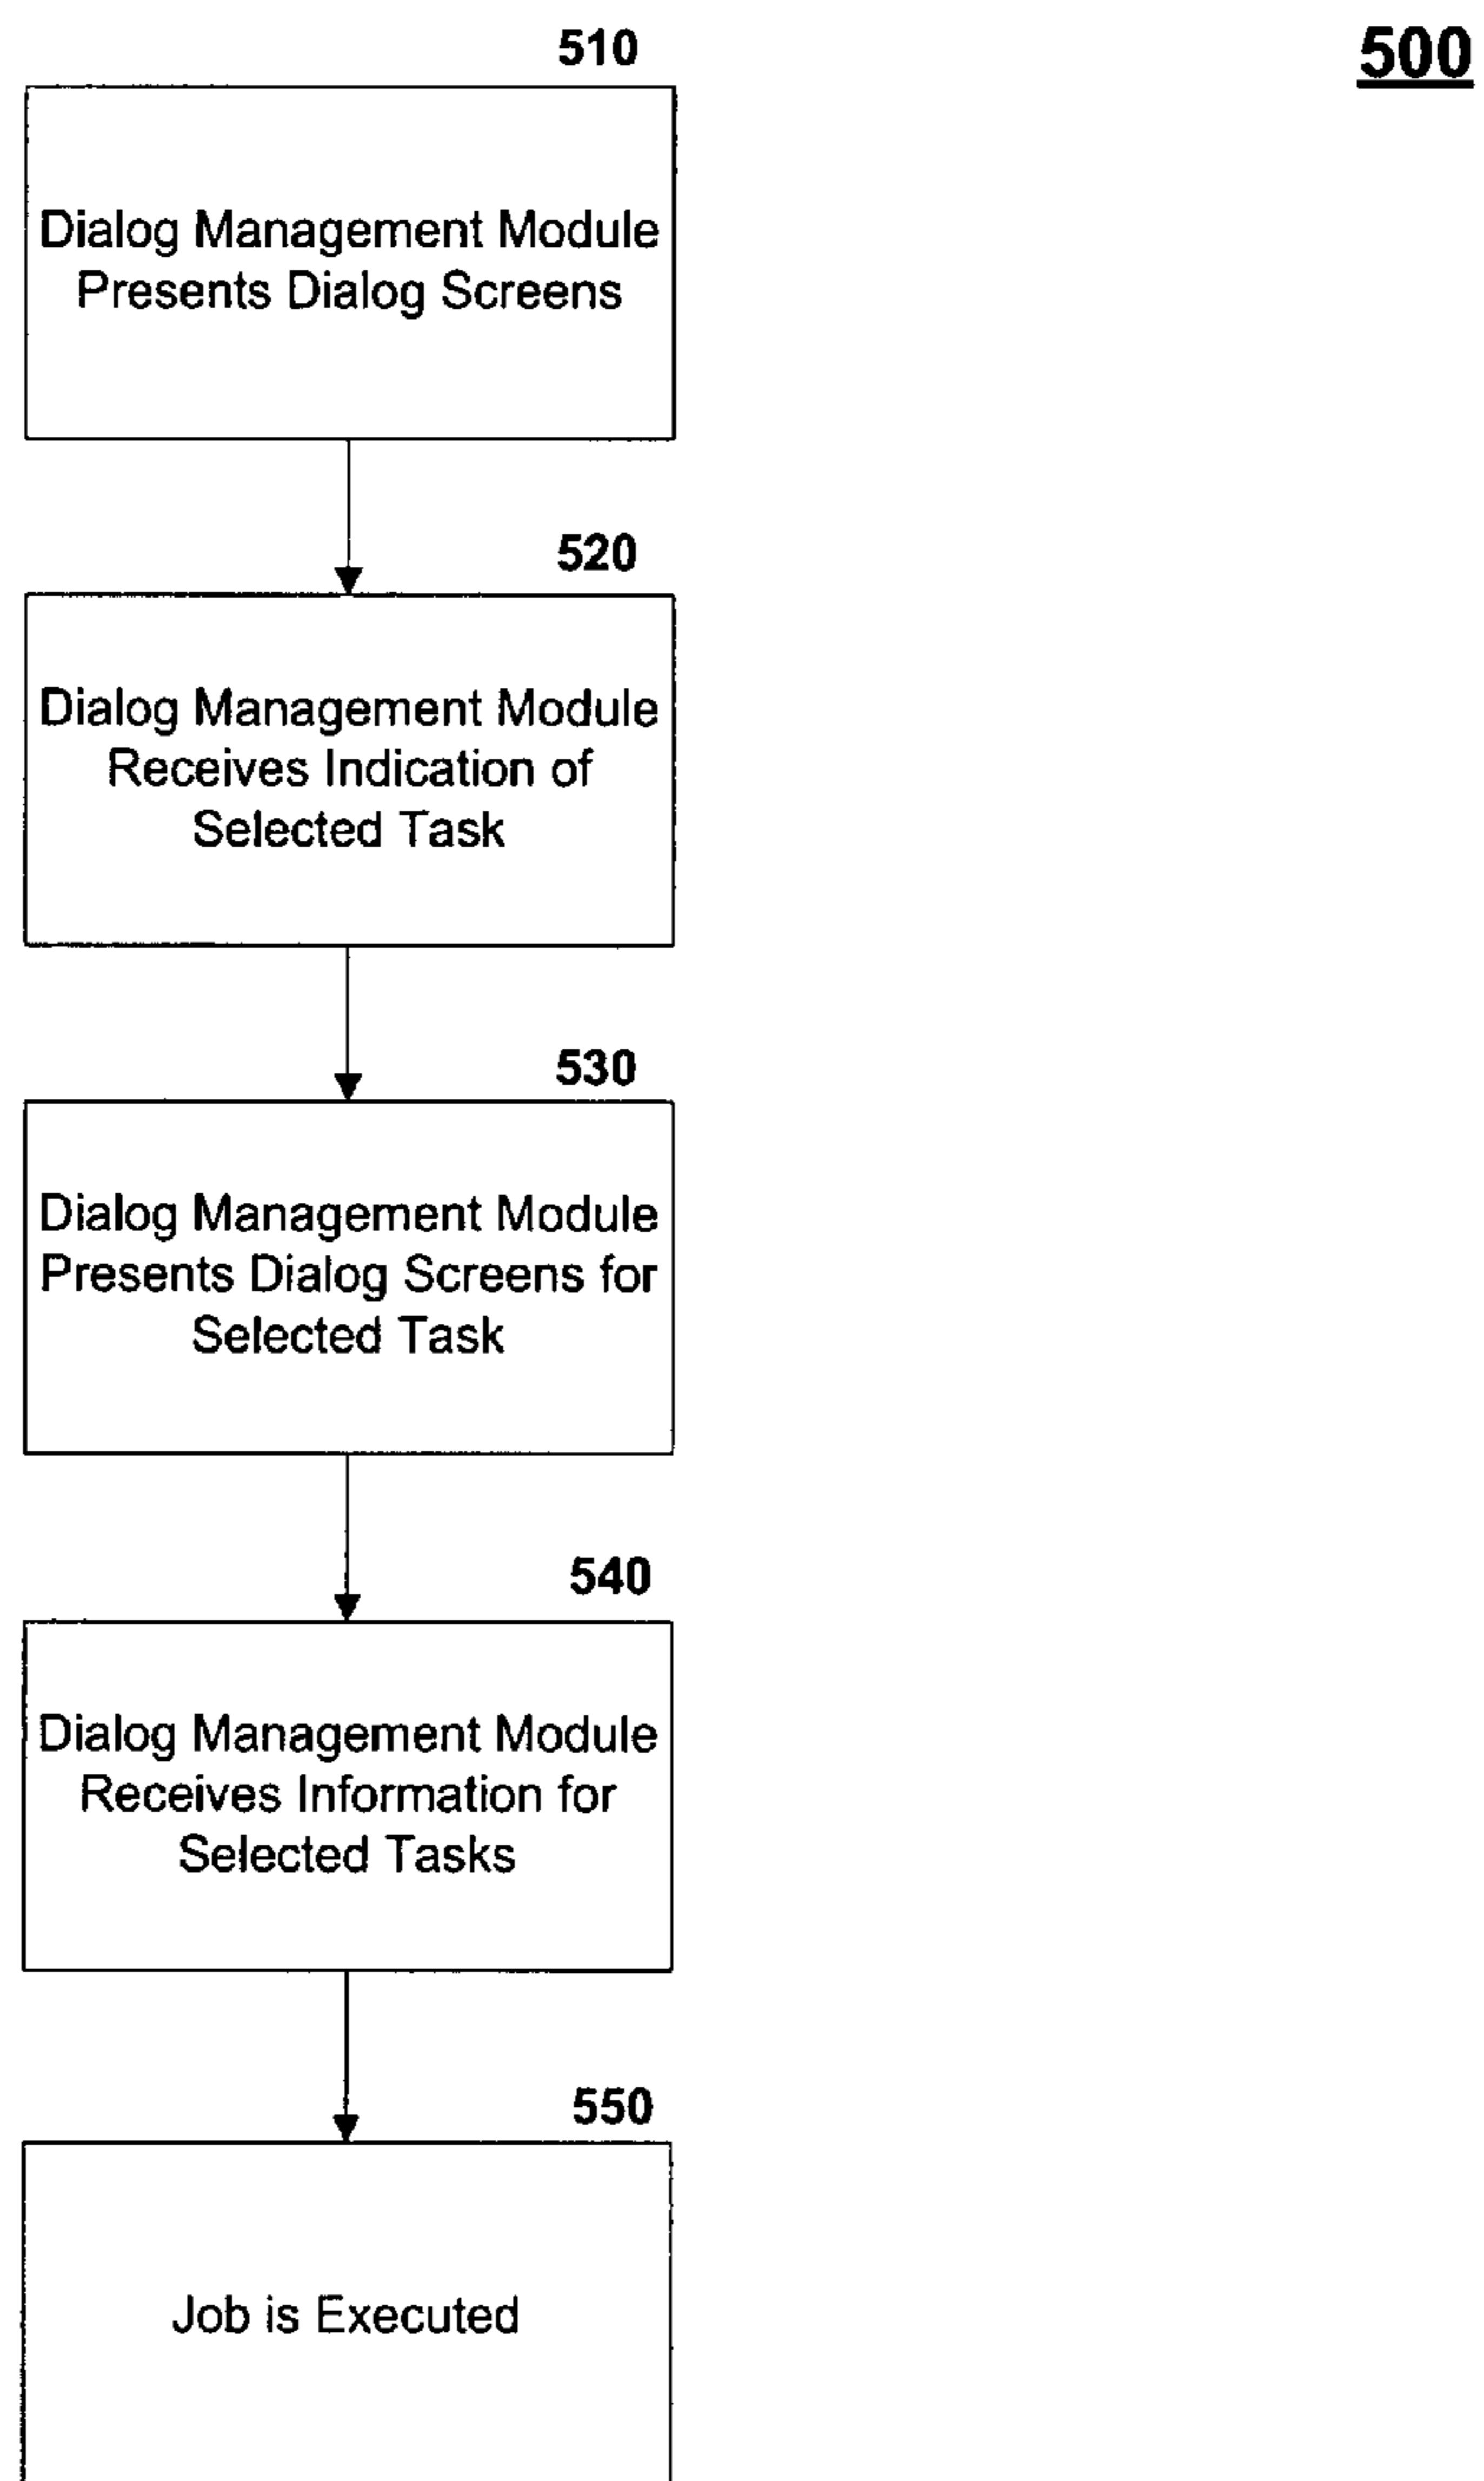 510
500
Dialog Management Module
Presents Dialog Screens
520
Dialog Management Module
Receives Indication of
Selected Task
530
Dialog Management Module
Presents Dialog Screens for
Selected Task
540
Dialog Management Module
Receives Information for
Selected Tasks
550
Job is Executed